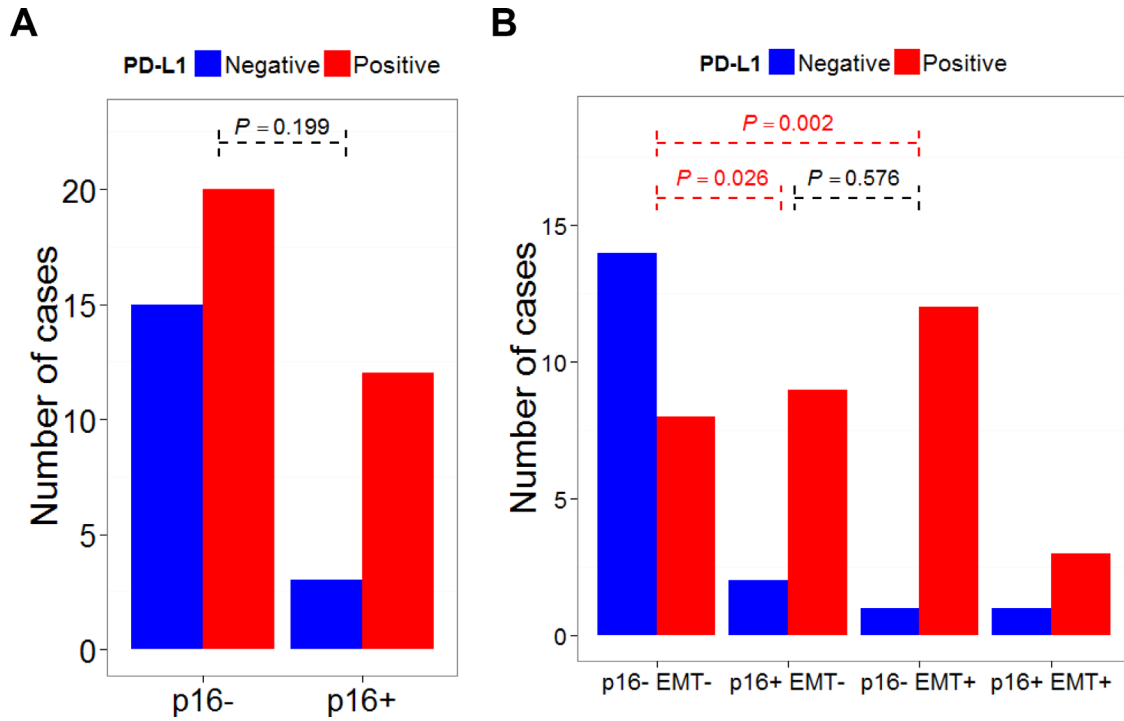 A
PD-L1 Negative Positive
P = 0.199
20
15
10
5
0
Number of cases
p16- p16+
B
PD-L1 Negative Positive
P = 0.002
P = 0.026 P = 0.576
15
10
5
0
Number of cases
p16- EMT- p16+ EMT- p16- EMT+ p16+ EMT+